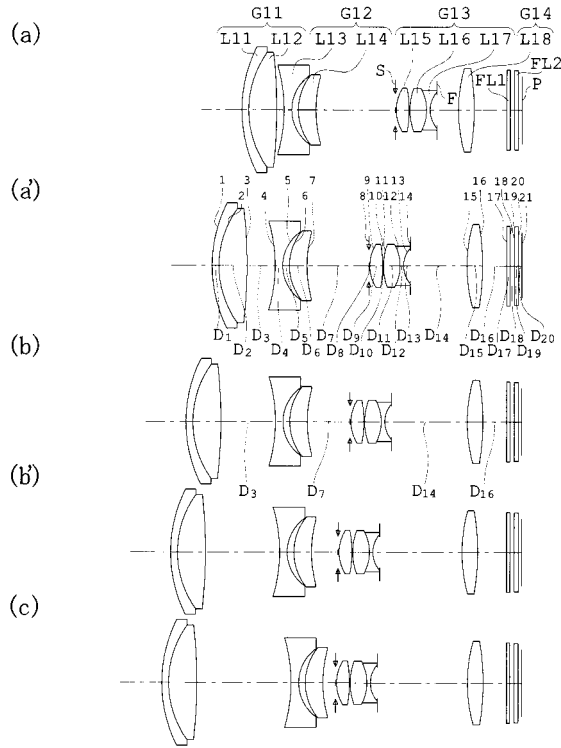 (a) G11 G12 G13 G14
L11 L12 L13 L14 L15 L16 L17 L18
S F FL1 FL2 P
(a') 1 2 3 4 5 6 7 8 9 10 11 12 13 14 15 16 17 18 19 20 21
D1 D2 D3 D4 D5 D6 D7 D8 D9 D10 D11 D12 D13 D14 D15 D16 D17 D18 D19 D20
(b)
D3 D7 D14 D16
(b')
(c)